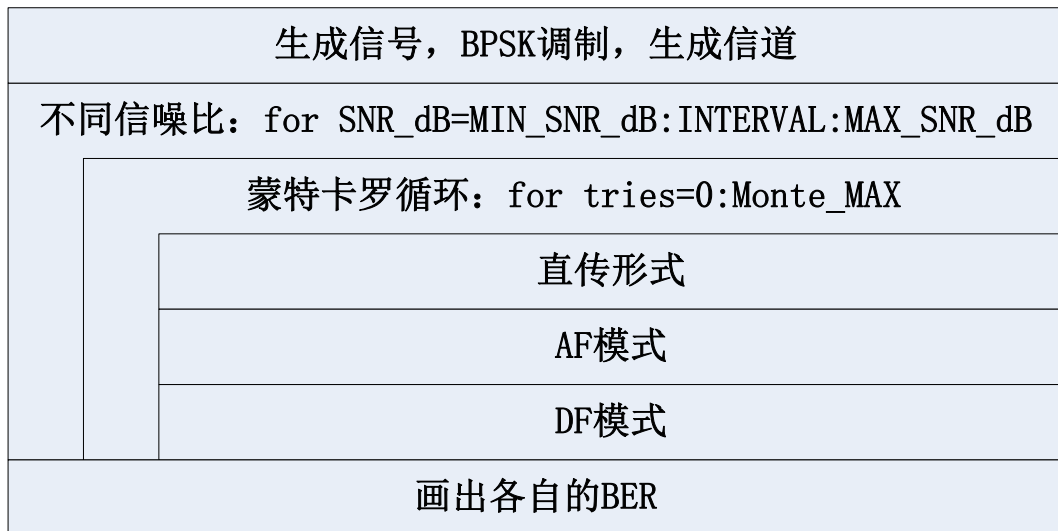 生成信号，BPSK调制，生成信道
不同信噪比：for SNR_dB=MIN_SNR_dB:INTERVAL:MAX_SNR_dB
蒙特卡罗循环：for tries=0:Monte_MAX
直传形式
AF模式
DF模式
画出各自的BER